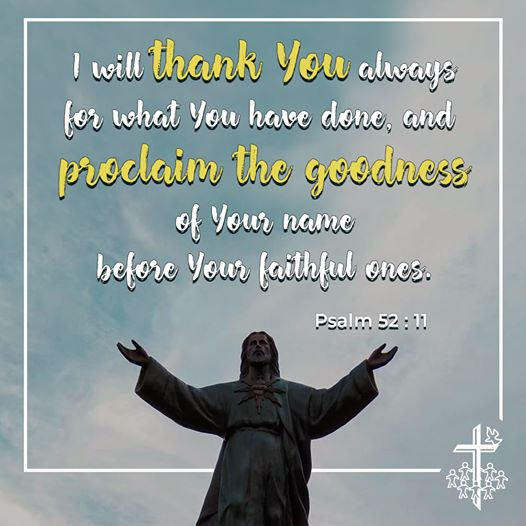 I will thank You always
for what You have done, and
proclaim the goodness
of Your name
before Your faithful ones.
Psalm 52 : 11